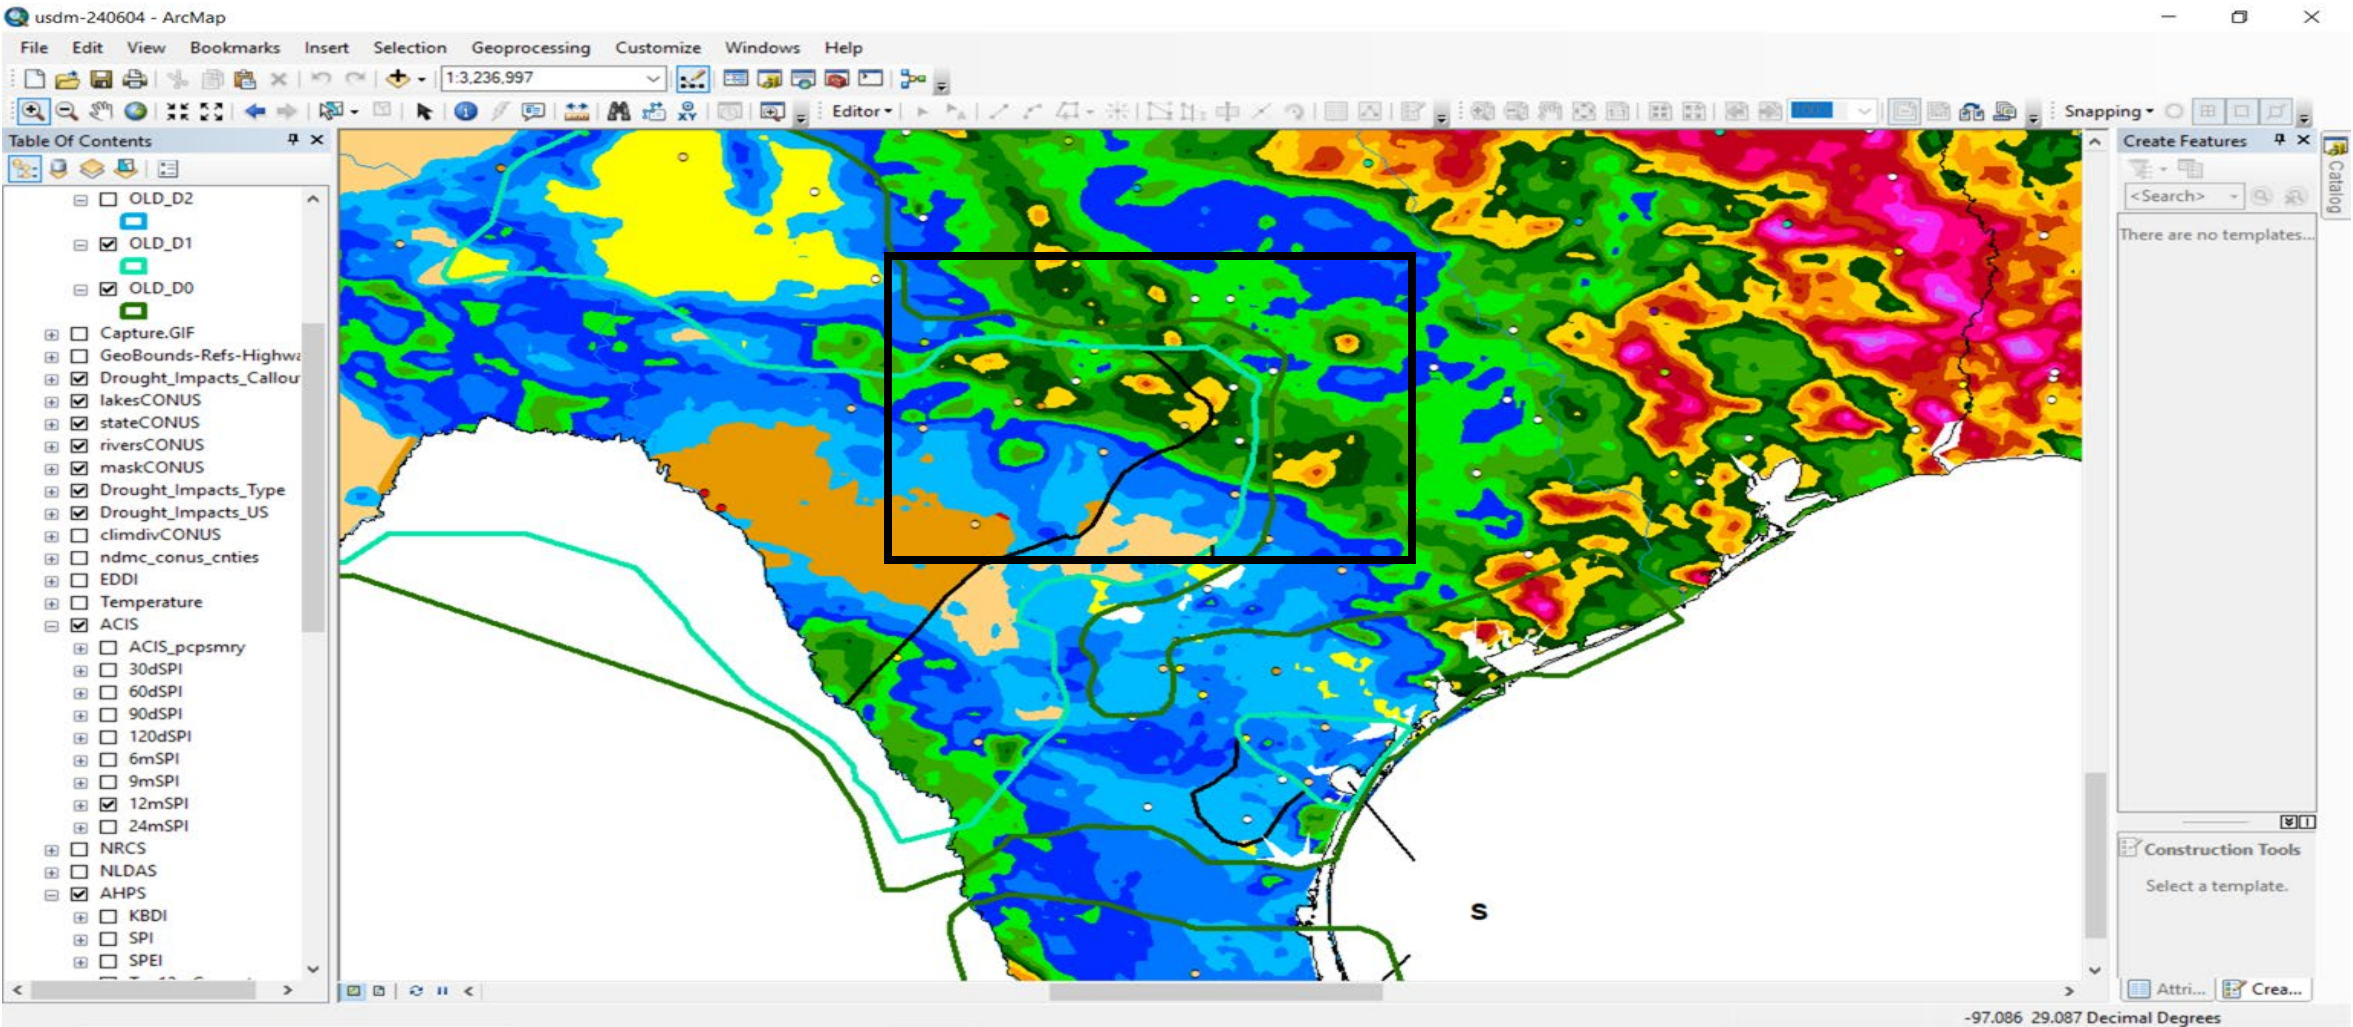 usdm-240604 - ArcMap
File Edit View Bookmarks Insert Selection Geoprocessing Customize Windows Help
1:3,236,997
Editor
Snapping
Table Of Contents
OLD_D2
OLD_D1
OLD_D0
Capture.GIF
GeoBounds-Refs-Highwa
Drought_Impacts_Callou
lakesCONUS
stateCONUS
riversCONUS
maskCONUS
Drought_Impacts_Type
Drought_Impacts_US
climdivCONUS
ndmc_conus_cnties
EDDI
Temperature
ACIS
ACIS_pcpsmry
30dSPI
60dSPI
90dSPI
120dSPI
6mSPI
9mSPI
12mSPI
24mSPI
NRCS
NLDAS
AHPS
KBDI
SPI
SPEI
S
Create Features
<Search>
There are no templates...
Construction Tools
Select a template.
Attri... Crea...
Catalog
-97.086 29.087 Decimal Degrees